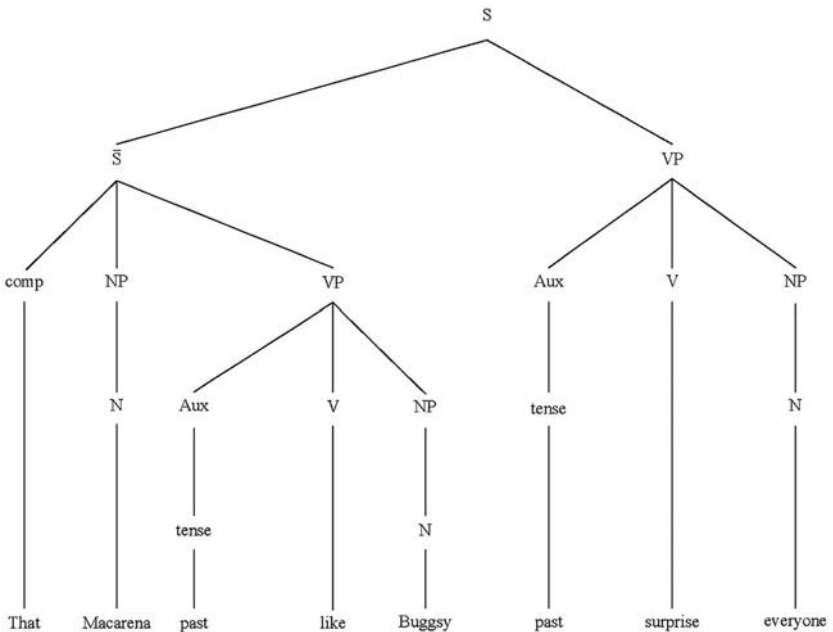 S
S̄ VP
comp NP VP Aux V NP
N Aux V NP tense N
tense N
That Macarena past like Buggsy past surprise everyone